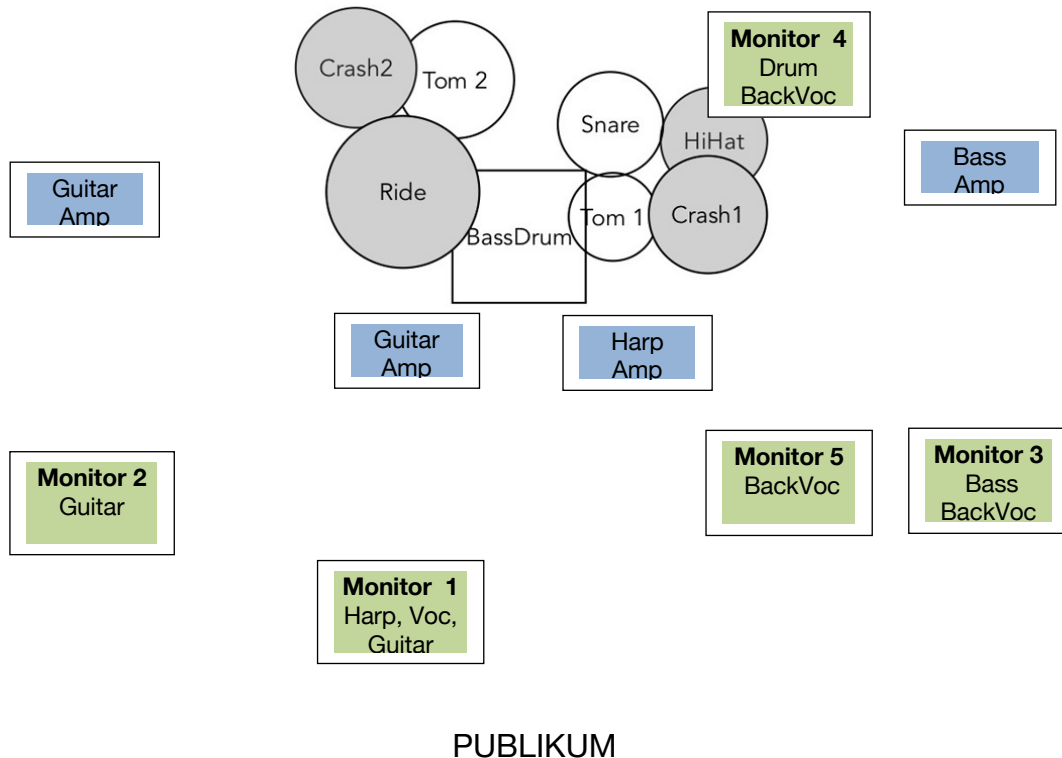 Monitor 4
Drum
BackVoc
Crash2
Tom 2
Snare
HiHat
Bass
Amp
Guitar
Amp
Ride
Tom 1
Crash1
BassDrum
Guitar
Amp
Harp
Amp
Monitor 2
Guitar
Monitor 5
BackVoc
Monitor 3
Bass
BackVoc
Monitor 1
Harp, Voc,
Guitar
PUBLIKUM